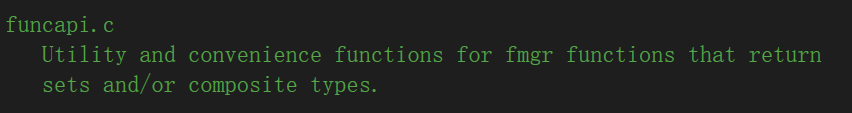 funcapi.c
Utility and convenience functions for fmgr functions that return
sets and/or composite types.